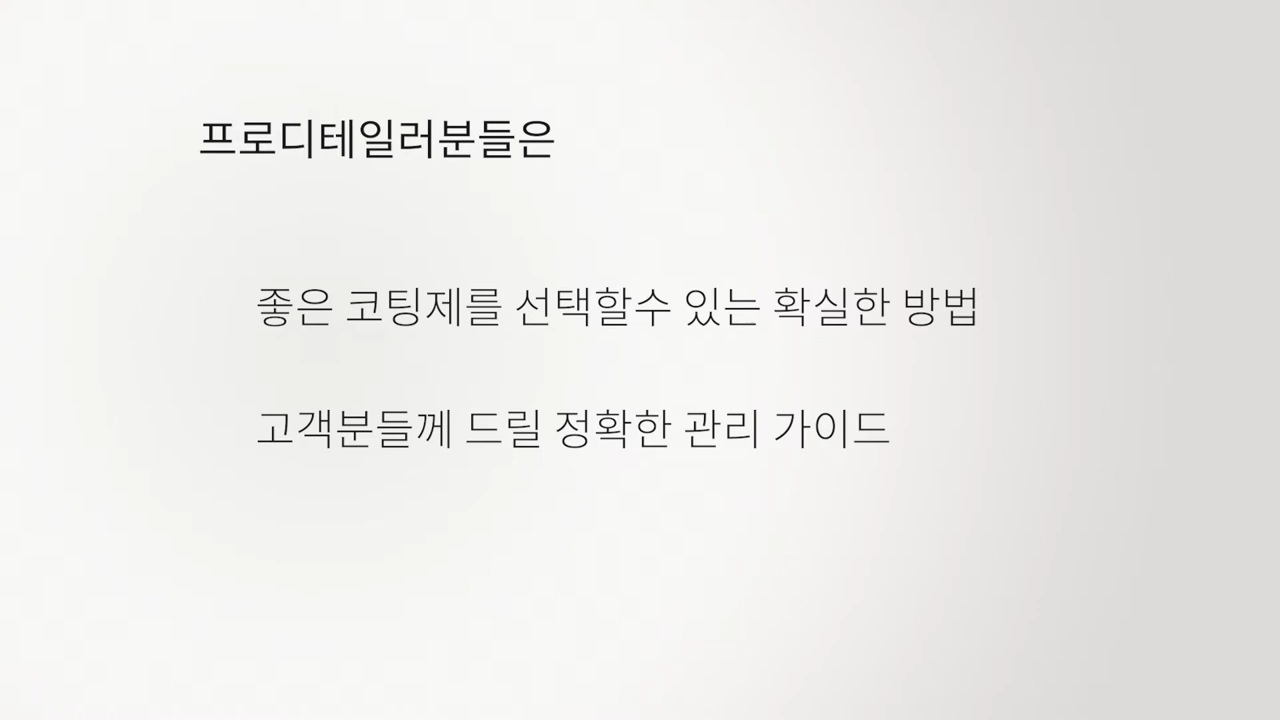 프로디테일러분들은
좋은 코팅제를 선택할수 있는 확실한 방법
고객분들께 드릴 정확한 관리 가이드